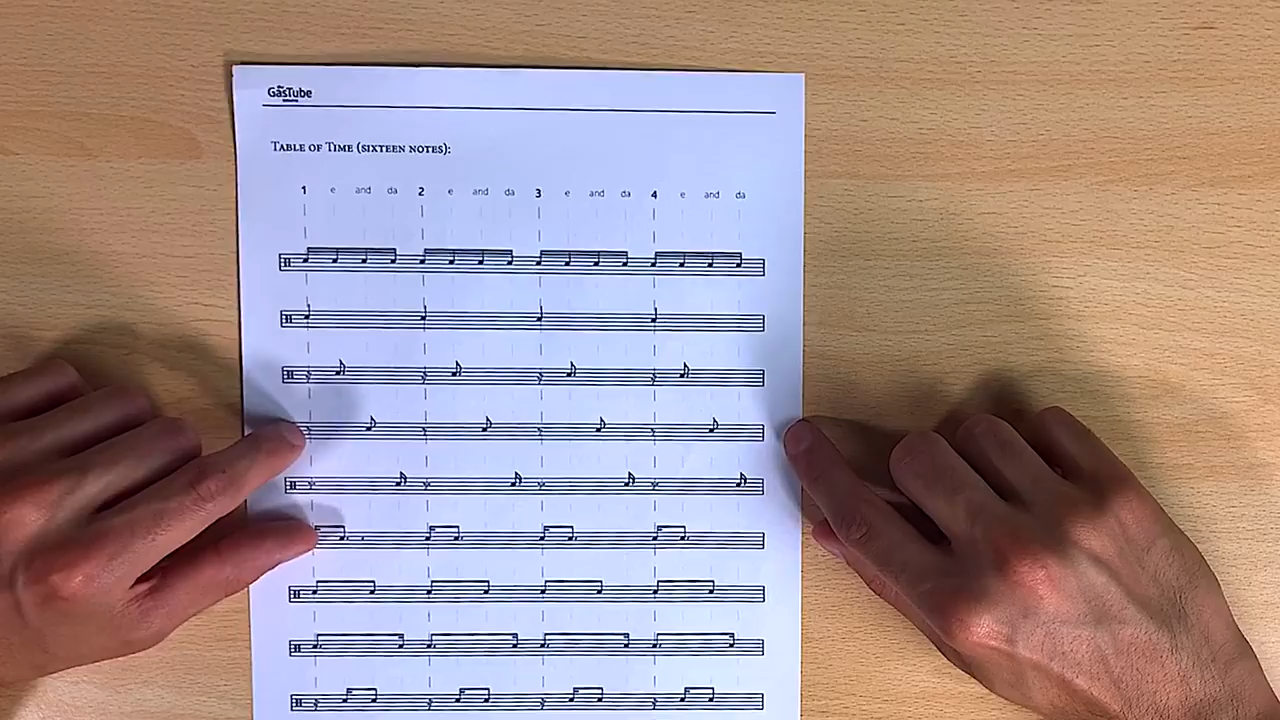 GasTube
TABLE OF TIME (SIXTEEN NOTES):
1 e and da 2 e and da 3 e and da 4 e and da